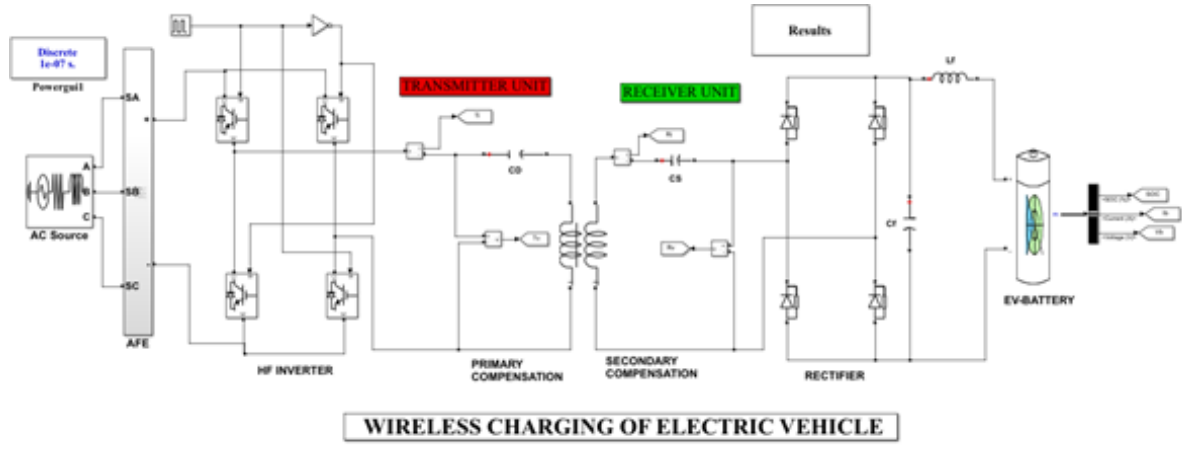 Discrete
1e-07 s.
Powergui1
Results
TRANSMITTER UNIT
RECEIVER UNIT
Lf
SA
A
B
SB
C
AC Source
SC
AFE
CS
Cf
HF INVERTER
PRIMARY
COMPENSATION
SECONDARY
COMPENSATION
RECTIFIER
EV-BATTERY
WIRELESS CHARGING OF ELECTRIC VEHICLE